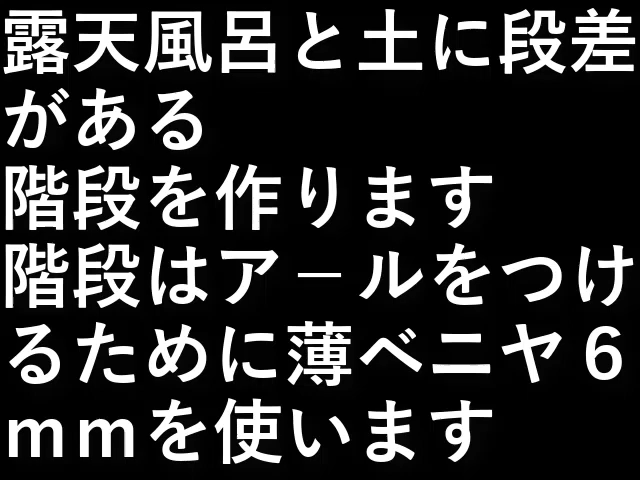 露天風呂と土に段差
がある
階段を作ります
階段はア－ルをつけ
るために薄ベニヤ６
ｍｍを使います